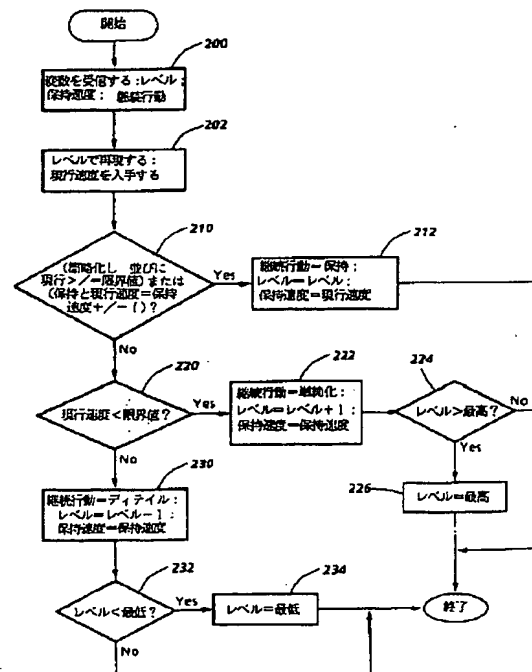 開始
200
変数を受信する:レベル;
保持速度; 継続行動
202
レベルで再現する:
現行速度を入手する
210
(簡略化し 並びに
現行>/=限界値)または
(保持と現行速度=保持
速度+/-1)?
Yes
212
継続行動=保持;
レベル=レベル;
保持速度=現行速度
No
220
現行速度<限界値?
Yes
222
継続行動=単純化;
レベル=レベル+1;
保持速度=保持速度
224
レベル>最高?
No
Yes
226
レベル=最高
No
230
継続行動=ディテイル;
レベル=レベル-1;
保持速度=保持速度
232
レベル<最低?
Yes
234
レベル=最低
終了
No